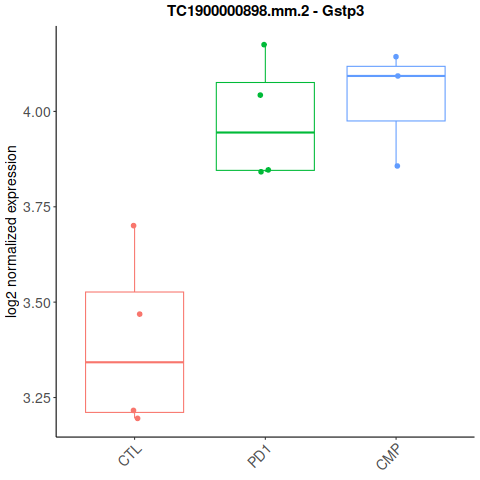 TC1900000898.mm.2 - Gstp3
log2 normalized expression
4.00
3.75
3.50
3.25
CTL
PD1
CMP